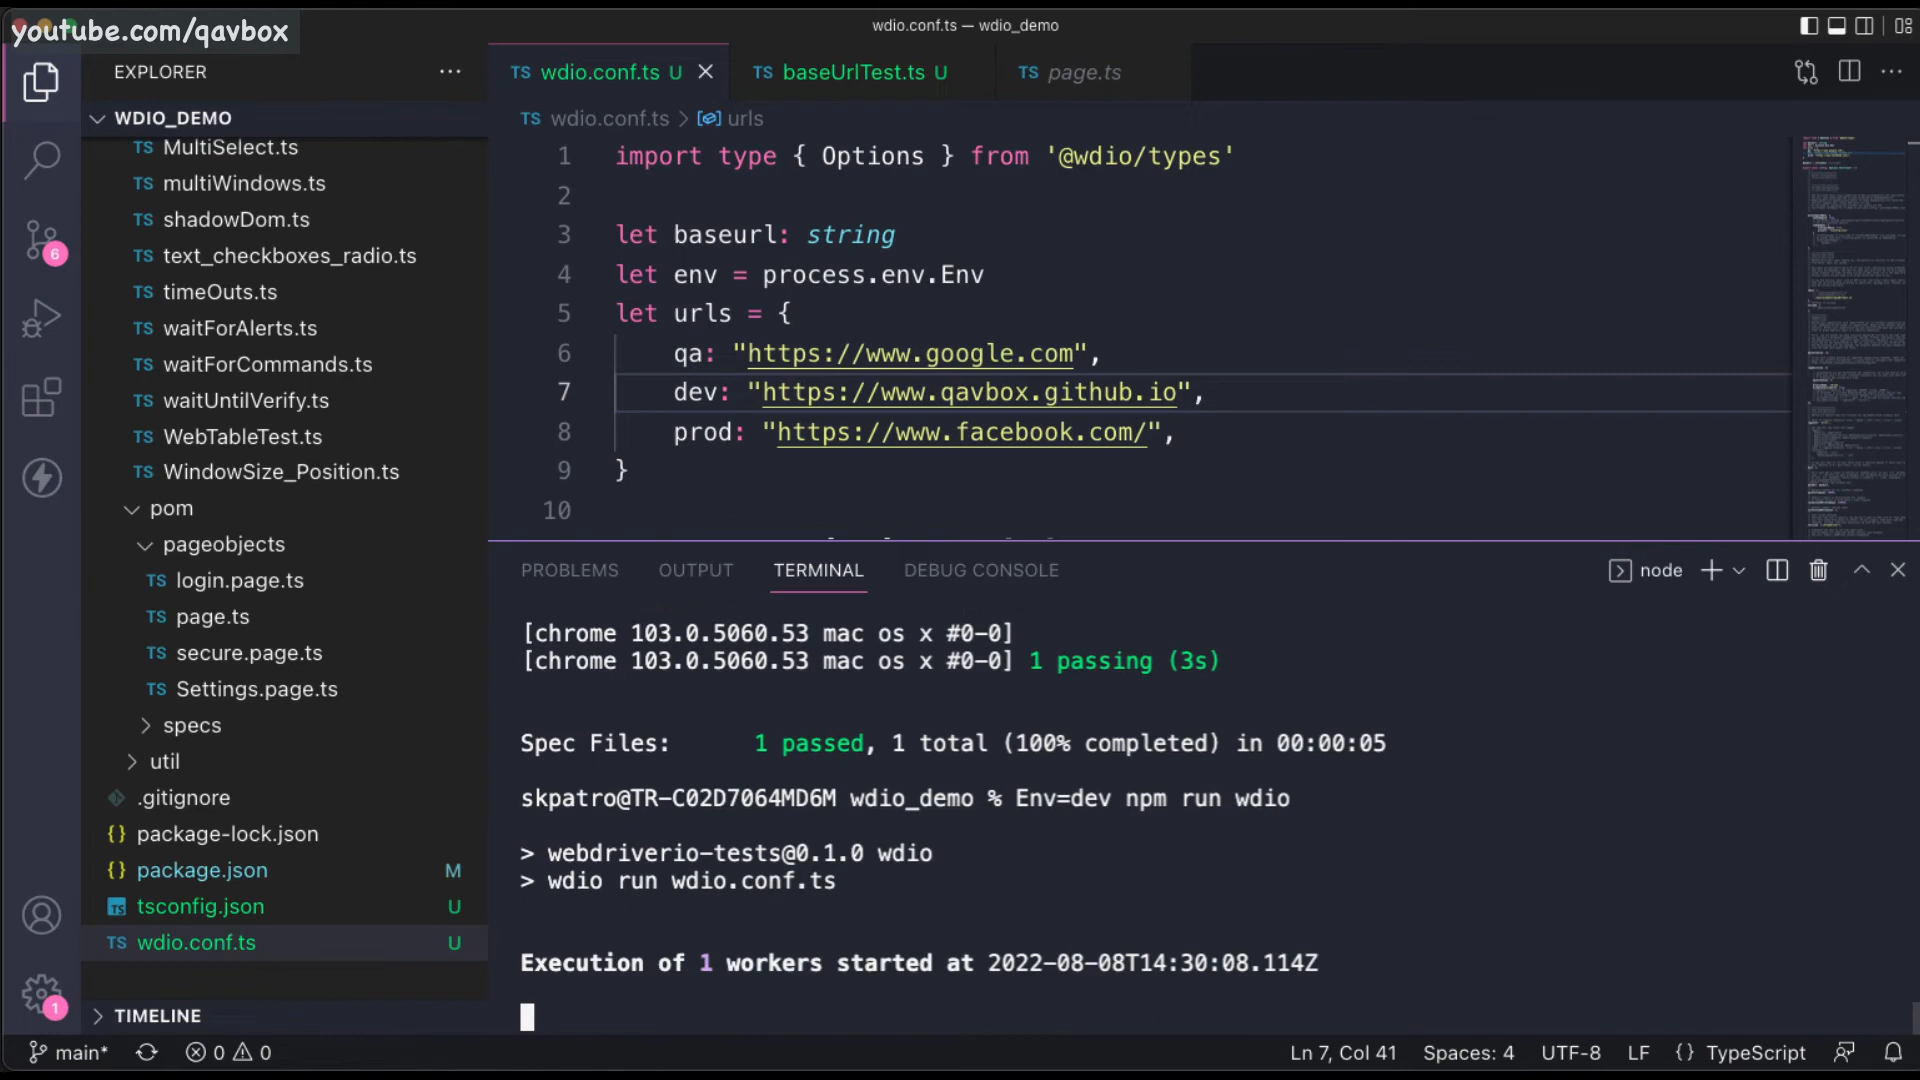 youtube.com/qavbox
wdio.conf.ts — wdio_demo
EXPLORER
WDIO_DEMO
TS MultiSelect.ts
TS multiWindows.ts
TS shadowDom.ts
TS text_checkboxes_radio.ts
TS timeOuts.ts
TS waitForAlerts.ts
TS waitForCommands.ts
TS waitUntilVerify.ts
TS WebTableTest.ts
TS WindowSize_Position.ts
pom
pageobjects
TS login.page.ts
TS page.ts
TS secure.page.ts
TS Settings.page.ts
specs
util
.gitignore
{} package-lock.json
{} package.json M
TS tsconfig.json U
TS wdio.conf.ts U
TIMELINE
6
1
TS wdio.conf.ts U
TS baseUrlTest.ts U
TS page.ts
TS wdio.conf.ts > urls
1 import type { Options } from '@wdio/types'
2
3 let baseurl: string
4 let env = process.env.Env
5 let urls = {
6 qa: "https://www.google.com",
7 dev: "https://www.qavbox.github.io",
8 prod: "https://www.facebook.com/",
9 }
10
PROBLEMS OUTPUT TERMINAL DEBUG CONSOLE
node
[chrome 103.0.5060.53 mac os x #0-0]
[chrome 103.0.5060.53 mac os x #0-0] 1 passing (3s)
Spec Files: 1 passed, 1 total (100% completed) in 00:00:05
skpatro@TR-C02D7064MD6M wdio_demo % Env=dev npm run wdio
> webdriverio-tests@0.1.0 wdio
> wdio run wdio.conf.ts
Execution of 1 workers started at 2022-08-08T14:30:08.114Z
main* 0 0
Ln 7, Col 41 Spaces: 4 UTF-8 LF {} TypeScript